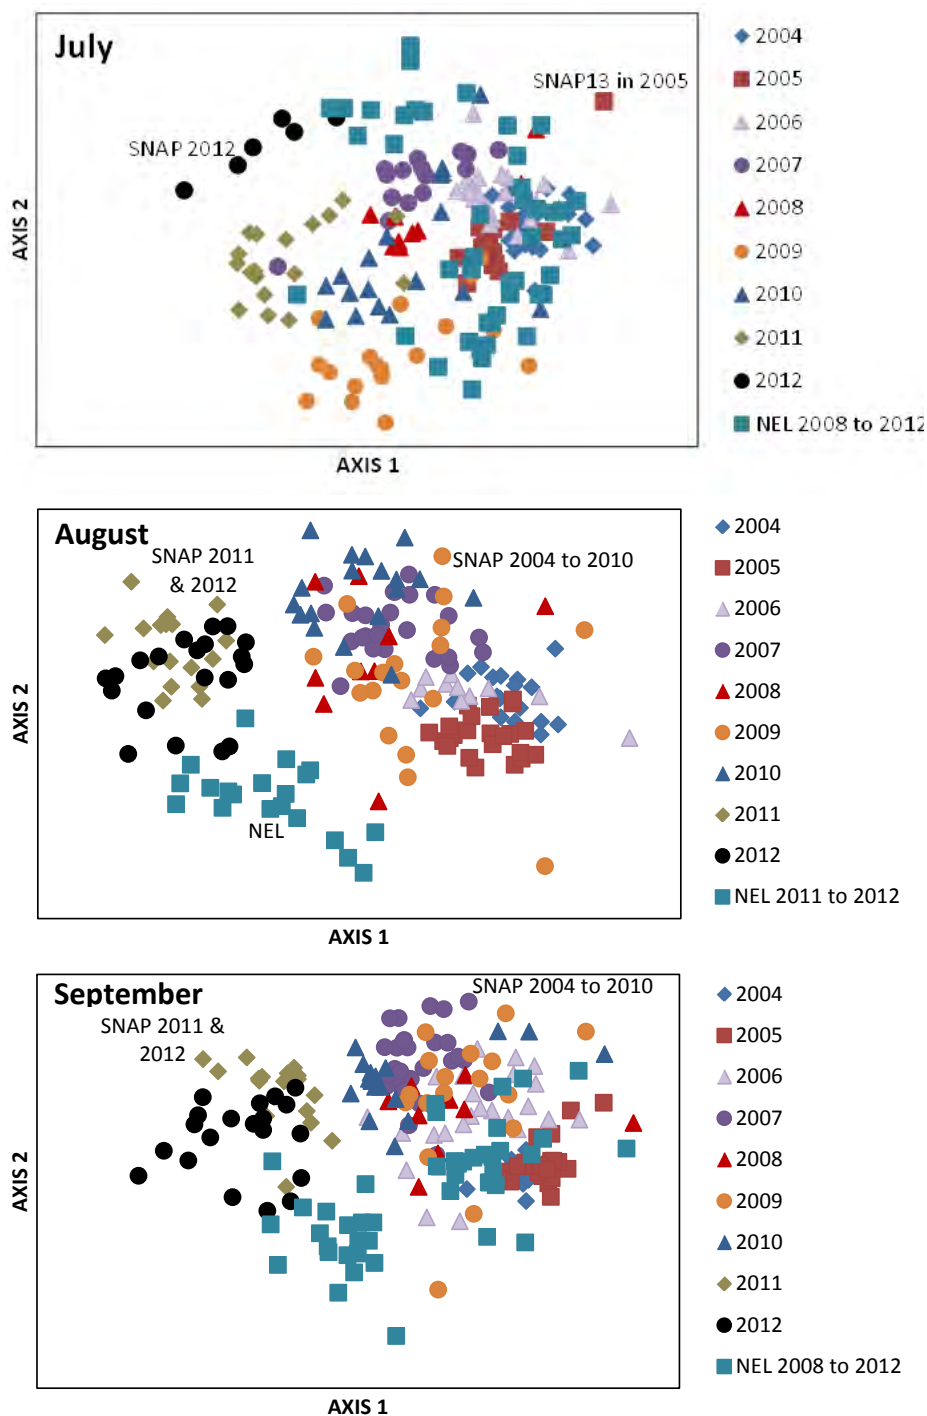 July
SNAP13 in 2005
SNAP 2012
AXIS 2
AXIS 1
2004
2005
2006
2007
2008
2009
2010
2011
2012
NEL 2008 to 2012
August
SNAP 2011
& 2012
SNAP 2004 to 2010
NEL
AXIS 2
AXIS 1
2004
2005
2006
2007
2008
2009
2010
2011
2012
NEL 2011 to 2012
September
SNAP 2004 to 2010
SNAP 2011 &
2012
AXIS 2
AXIS 1
2004
2005
2006
2007
2008
2009
2010
2011
2012
NEL 2008 to 2012